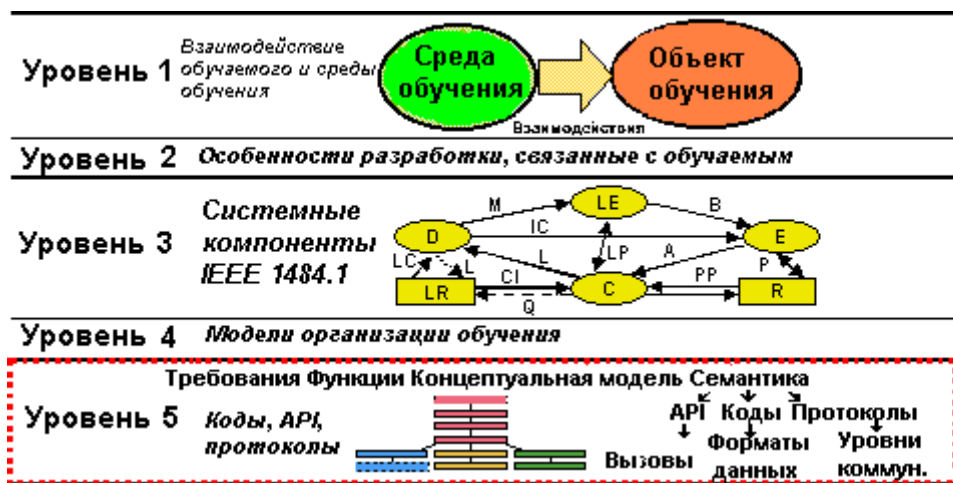 Уровень 1
Взаимодействие
обучаемого и среды
обучения
Среда
обучения
Объект
обучения
Взаимодействия
Уровень 2
Особенности разработки, связанные с обучаемым
Уровень 3
Системные
компоненты
IEEE 1484.1
M
LE
B
D
IC
E
LC
L
L
LP
A
P
LR
CI
C
PP
R
Q
Уровень 4
Модели организации обучения
Требования Функции Концептуальная модель Семантика
Уровень 5
Коды, API,
протоколы
API Коды Протоколы
Вызовы
Форматы
данных
Уровни
коммун.